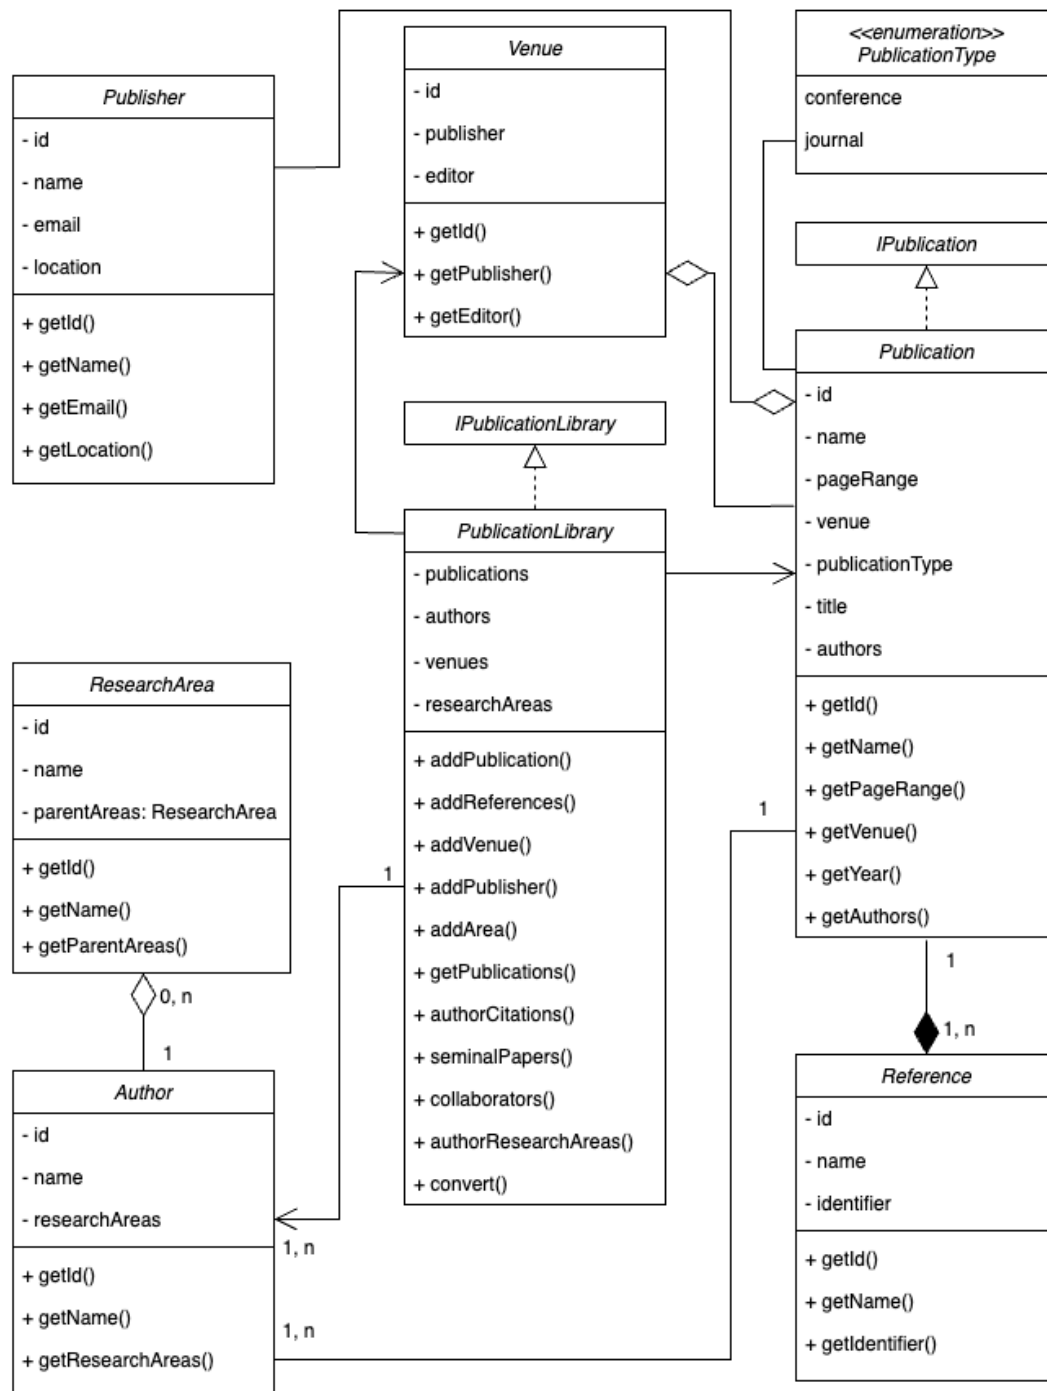 Publisher
- id
- name
- email
- location
+ getId()
+ getName()
+ getEmail()
+ getLocation()
Venue
- id
- publisher
- editor
+ getId()
+ getPublisher()
+ getEditor()
<<enumeration>>
PublicationType
conference
journal
IPublication
Publication
- id
- name
- pageRange
- venue
- publicationType
- title
- authors
+ getId()
+ getName()
+ getPageRange()
+ getVenue()
+ getYear()
+ getAuthors()
IPublicationLibrary
PublicationLibrary
- publications
- authors
- venues
- researchAreas
+ addPublication()
+ addReferences()
+ addVenue()
+ addPublisher()
+ addArea()
+ getPublications()
+ authorCitations()
+ seminalPapers()
+ collaborators()
+ authorResearchAreas()
+ convert()
ResearchArea
- id
- name
- parentAreas: ResearchArea
+ getId()
+ getName()
+ getParentAreas()
0, n
1
1
1
1
1, n
Author
- id
- name
- researchAreas
+ getId()
+ getName()
+ getResearchAreas()
1, n
1, n
Reference
- id
- name
- identifier
+ getId()
+ getName()
+ getIdentifier()